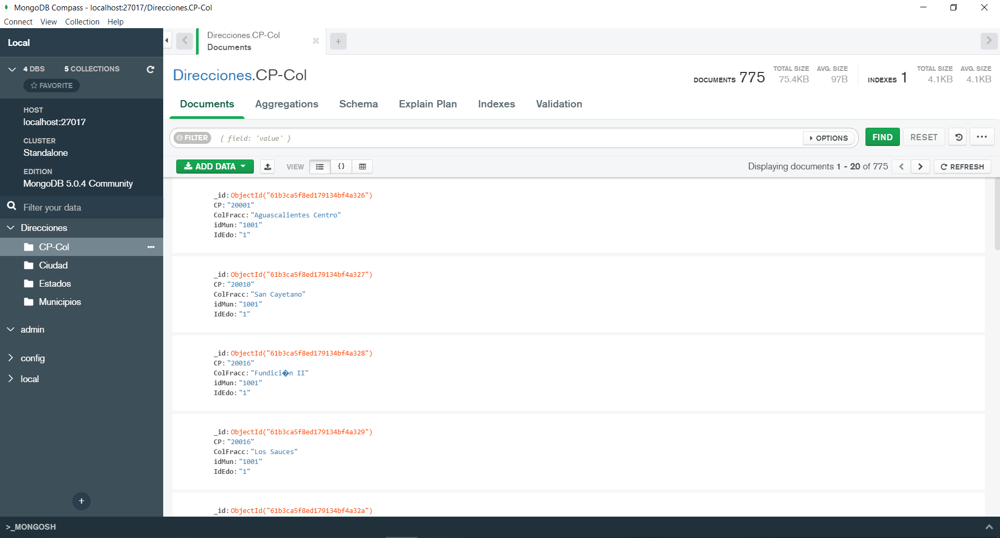 MongoDB Compass - localhost:27017/Direcciones.CP-Col
Connect View Collection Help
Local
4 DBS 5 COLLECTIONS
FAVORITE
HOST
localhost:27017
CLUSTER
Standalone
EDITION
MongoDB 5.0.4 Community
Filter your data
Direcciones
CP-Col
Ciudad
Estados
Municipios
admin
config
local
Direcciones.CP-Col
Documents
Direcciones.CP-Col
DOCUMENTS 775 TOTAL SIZE 75.4KB AVG. SIZE 97B INDEXES 1 TOTAL SIZE 4.1KB AVG. SIZE 4.1KB
Documents Aggregations Schema Explain Plan Indexes Validation
FILTER { field: 'value' } OPTIONS FIND RESET
ADD DATA VIEW Displaying documents 1 - 20 of 775 REFRESH
_id: ObjectId("61b3ca5f8ed179134bf4a326")
CP: "20001"
ColFracc: "Aguascalientes Centro"
idMun: "1001"
IdEdo: "1"
_id: ObjectId("61b3ca5f8ed179134bf4a327")
CP: "20010"
ColFracc: "San Cayetano"
idMun: "1001"
IdEdo: "1"
_id: ObjectId("61b3ca5f8ed179134bf4a328")
CP: "20016"
ColFracc: "Fundici�n II"
idMun: "1001"
IdEdo: "1"
_id: ObjectId("61b3ca5f8ed179134bf4a329")
CP: "20016"
ColFracc: "Los Sauces"
idMun: "1001"
IdEdo: "1"
_id: ObjectId("61b3ca5f8ed179134bf4a32a")
>_MONGOSH